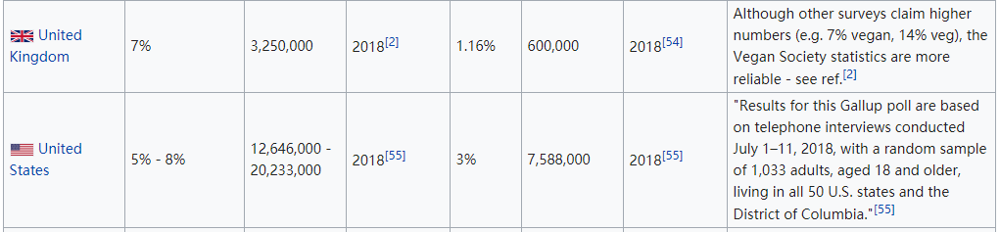 United Kingdom
7%
3,250,000
2018[2]
1.16%
600,000
2018[54]
Although other surveys claim higher
numbers (e.g. 7% vegan, 14% veg), the
Vegan Society statistics are more
reliable - see ref.[2]
United States
5% - 8%
12,646,000 -
20,233,000
2018[55]
3%
7,588,000
2018[55]
"Results for this Gallup poll are based
on telephone interviews conducted
July 1–11, 2018, with a random sample
of 1,033 adults, aged 18 and older,
living in all 50 U.S. states and the
District of Columbia."[55]